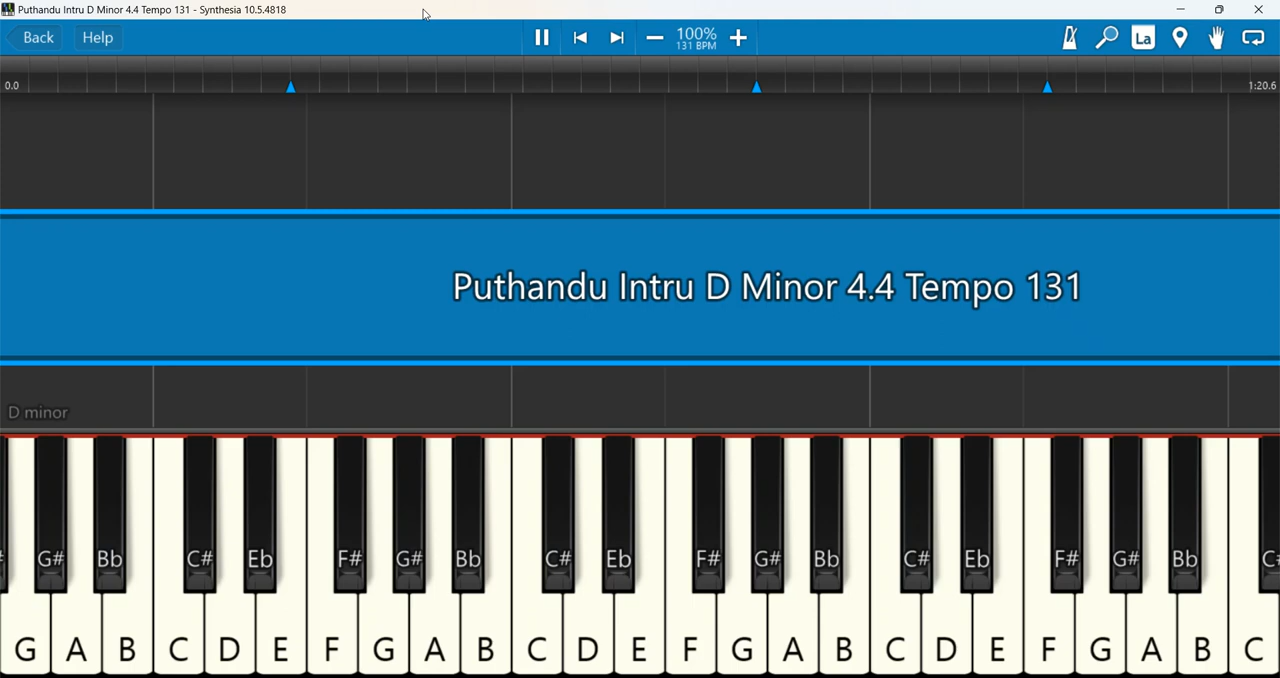 Puthandu Intru D Minor 4.4 Tempo 131 - Synthesia 10.5.4818
Back Help 100% La
131 BPM
0.0 1:20.6
Puthandu Intru D Minor 4.4 Tempo 131
D minor
G# Bb C# Eb F# G# Bb C# Eb F# G# Bb C# Eb F# G# Bb
G A B C D E F G A B C D E F G A B C D E F G A B C